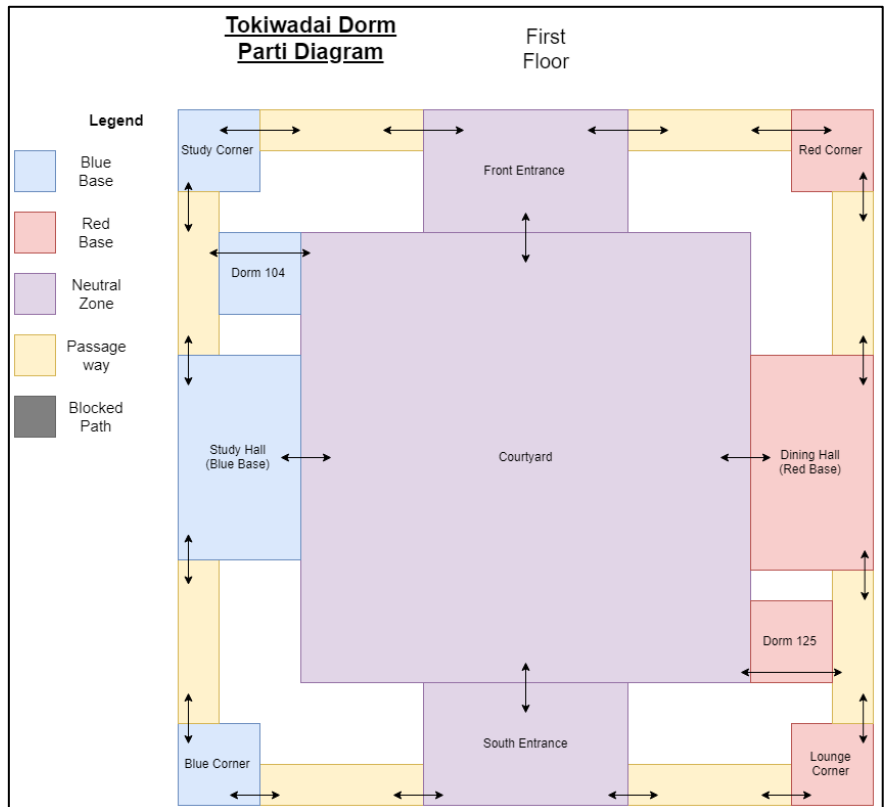 Tokiwadai Dorm
Parti Diagram
First
Floor
Legend
Blue
Base
Red
Base
Neutral
Zone
Passage
way
Blocked
Path
Study Corner
Front Entrance
Red Corner
Dorm 104
Study Hall
(Blue Base)
Courtyard
Dining Hall
(Red Base)
Dorm 125
Blue Corner
South Entrance
Lounge
Corner